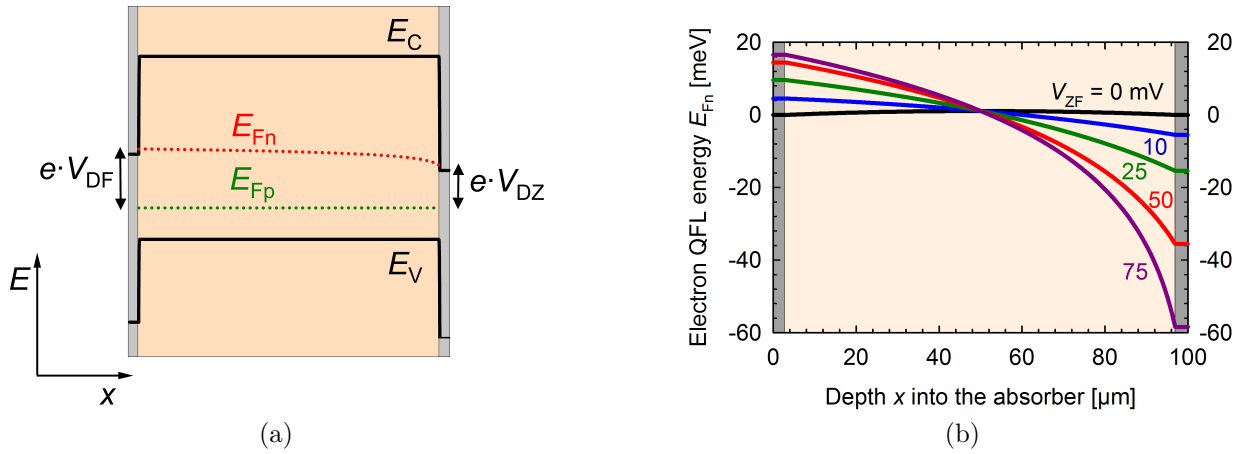 E_C
E_Fn
e·V_DF
E_Fp
e·V_DZ
E_V
E
x
(a)
Electron QFL energy E_Fn [meV]
20
0
-20
-40
-60
V_ZF = 0 mV
10
25
50
75
20
0
-20
-40
-60
0 20 40 60 80 100
Depth x into the absorber [µm]
(b)